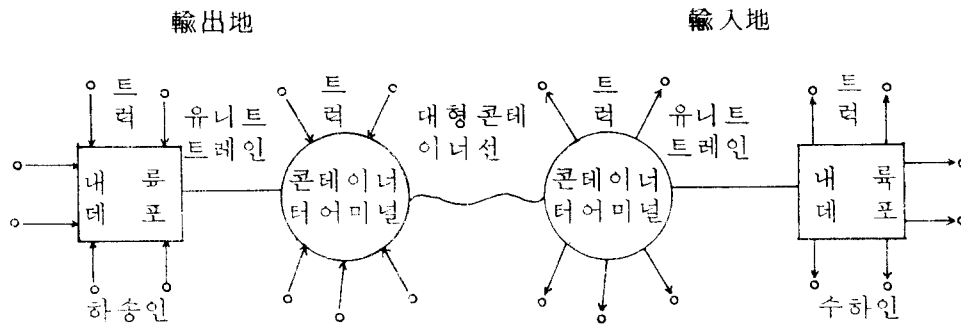 輸出地
輸入地
트럭
유니트
트레인
트럭
대형콘테
이너선
트럭
유니트
트레인
트럭
내륙
데포
콘테이너
터어미널
콘테이너
터어미널
내륙
데포
하송인
수하인